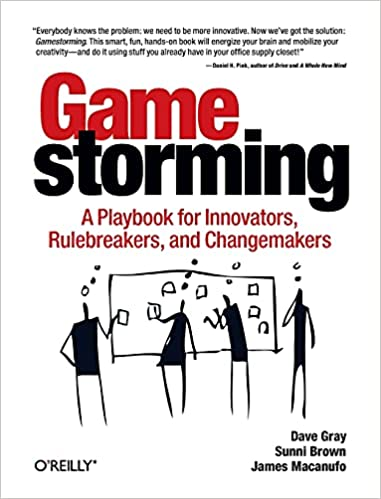 "Everybody knows the problem: we need to be more innovative. Now we've got the solution:
Gamestorming. This smart, fun, hands-on book will energize your brain and mobilize your
creativity—and do it using stuff you already have in your office supply closet!"
—Daniel H. Pink, author of Drive and A Whole New Mind
Game
storming
A Playbook for Innovators,
Rulebreakers, and Changemakers
Dave Gray
Sunni Brown
James Macanufo
O'REILLY®